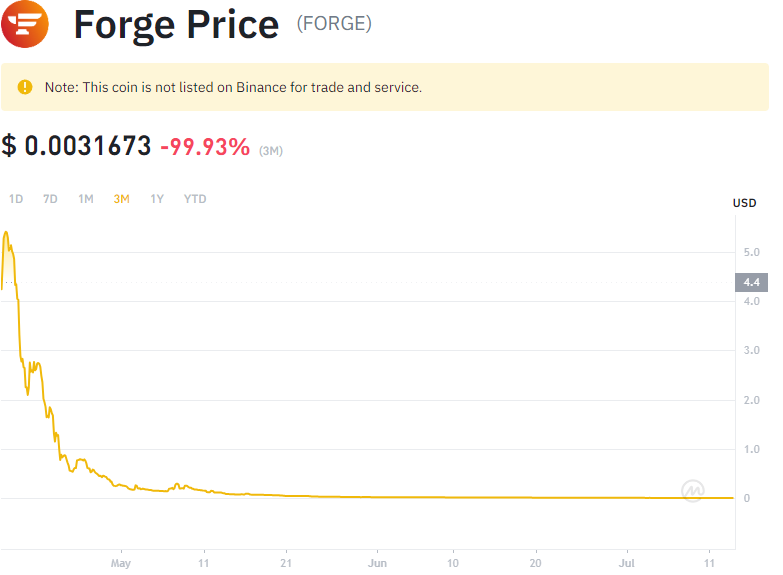 Forge Price (FORGE)
Note: This coin is not listed on Binance for trade and service.
$ 0.0031673 -99.93% (3M)
1D 7D 1M 3M 1Y YTD
USD
5.0
4.4
4.0
3.0
2.0
1.0
0
May 11 21 Jun 10 20 Jul 11